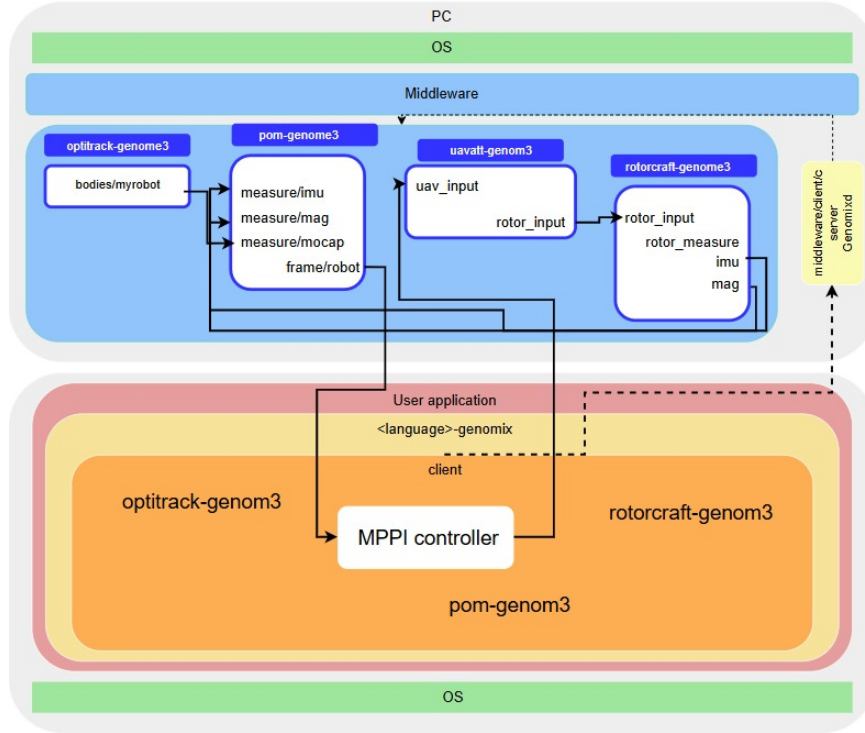 PC
OS
Middleware
optitrack-genome3
bodies/myrobot
pom-genome3
measure/imu
measure/mag
measure/mocap
frame/robot
uavatt-genom3
uav_input
rotor_input
rotorcraft-genome3
rotor_input
rotor_measure
imu
mag
middleware/client/c
server
Genomixd
User application
<language>-genomix
client
optitrack-genom3
rotorcraft-genom3
MPPI controller
pom-genom3
OS